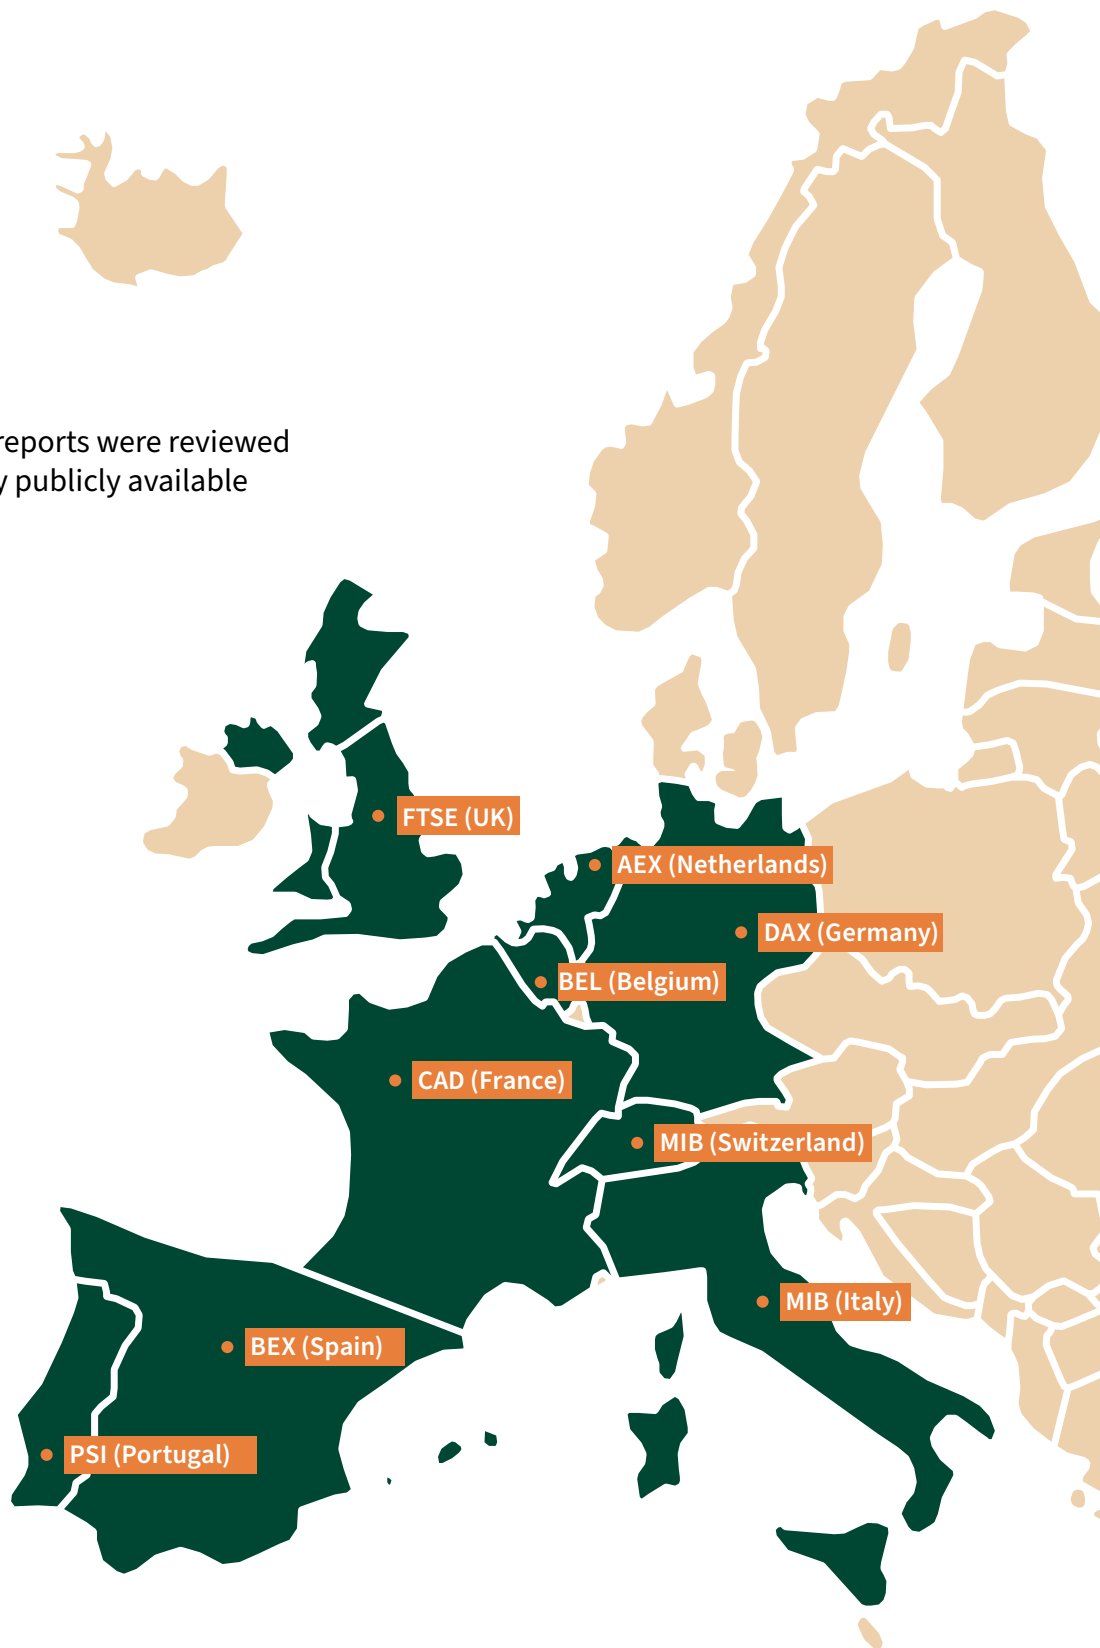 reports were reviewed
publicly available
FTSE (UK)
AEX (Netherlands)
DAX (Germany)
BEL (Belgium)
CAD (France)
MIB (Switzerland)
MIB (Italy)
BEX (Spain)
PSI (Portugal)